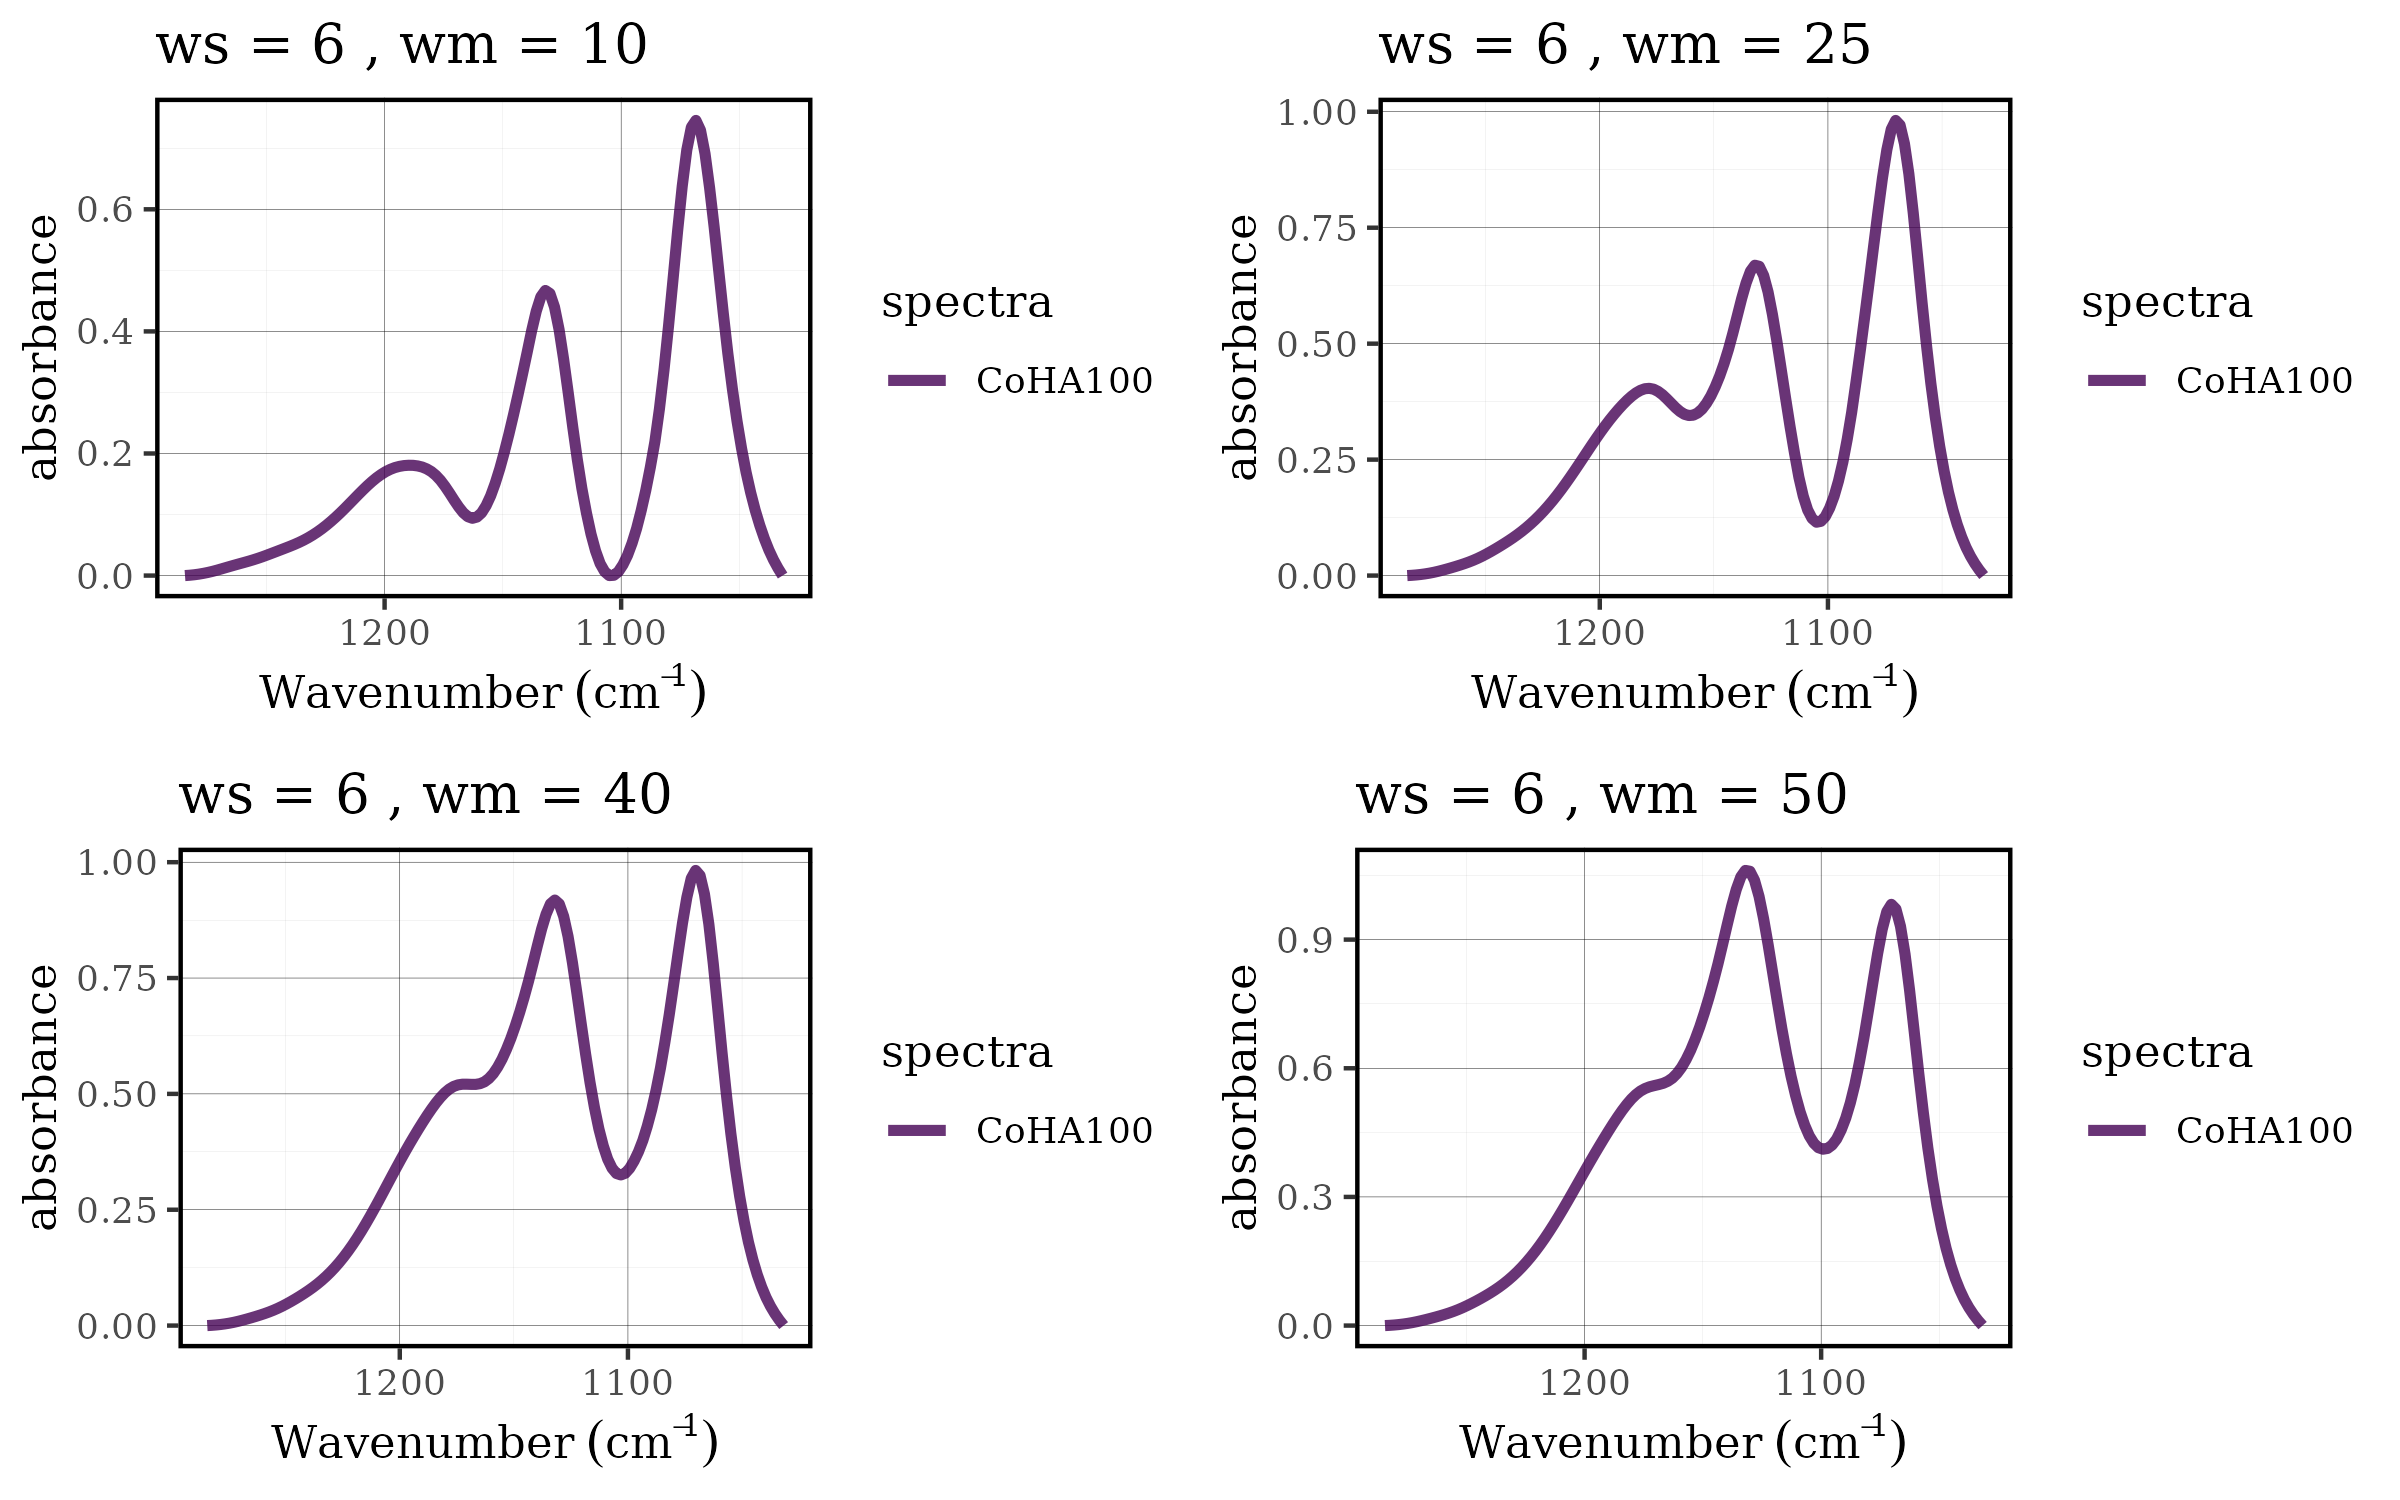 ws = 6 , wm = 10
absorbance
0.6
0.4
0.2
0.0
1200 1100
Wavenumber (cm⁻¹)
spectra
CoHA100
ws = 6 , wm = 25
absorbance
1.00
0.75
0.50
0.25
0.00
1200 1100
Wavenumber (cm⁻¹)
spectra
CoHA100
ws = 6 , wm = 40
absorbance
1.00
0.75
0.50
0.25
0.00
1200 1100
Wavenumber (cm⁻¹)
spectra
CoHA100
ws = 6 , wm = 50
absorbance
0.9
0.6
0.3
0.0
1200 1100
Wavenumber (cm⁻¹)
spectra
CoHA100